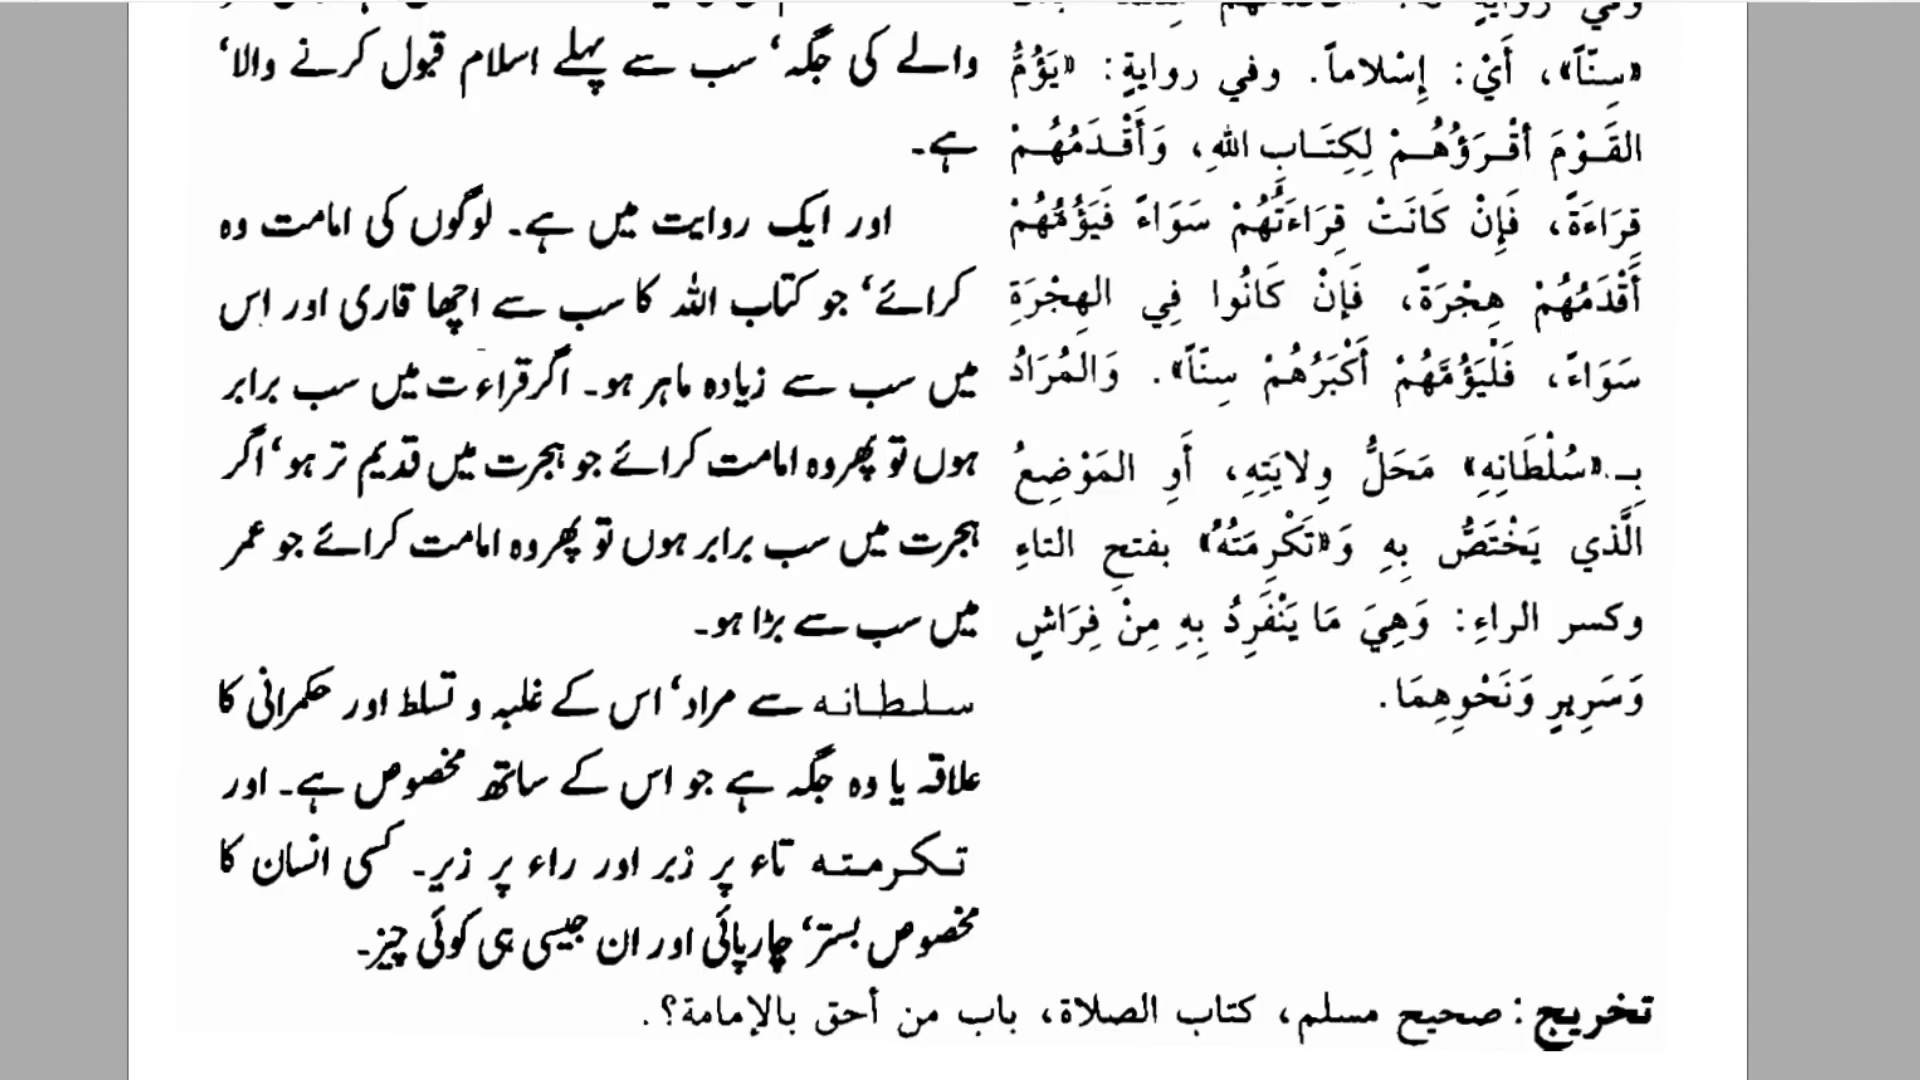 «سِنّاً»، أَيْ: إِسْلاماً. وفي روايةٍ: «يَؤُمُّ
القَوْمَ أَقْرَؤُهُمْ لِكِتَابِ اللهِ، وَأَقْدَمُهُمْ
قِرَاءَةً، فَإِنْ كَانَتْ قِرَاءَتُهُمْ سَوَاءً فَيَؤُمُّهُمْ
أَقْدَمُهُمْ هِجْرَةً، فَإِنْ كَانُوا فِي الهِجْرَةِ
سَوَاءً، فَلْيَؤُمَّهُمْ أَكْبَرُهُمْ سِنّاً». وَالمُرَادُ
بِـ«سُلْطَانِهِ» مَحَلُّ وِلايَتِهِ، أَوِ المَوْضِعُ
الَّذي يَخْتَصُّ بِهِ وَ«تَكْرِمَتُهُ» بفتحِ التاءِ
وكسر الراءِ: وَهِيَ مَا يَنْفَرِدُ بِهِ مِنْ فِرَاشٍ
وَسَرِيرٍ وَنَحْوِهِمَا.
والے کی جگہ‘ سب سے پہلے اسلام قبول کرنے والا‘
ہے۔
اور ایک روایت میں ہے۔ لوگوں کی امامت وہ
کرائے‘ جو کتاب اللہ کا سب سے اچھا قاری اور اس
میں سب سے زیادہ ماہر ہو۔ اگر قراءت میں سب برابر
ہوں تو پھر وہ امامت کرائے جو ہجرت میں قدیم تر ہو‘ اگر
ہجرت میں سب برابر ہوں تو پھر وہ امامت کرائے جو عمر
میں سب سے بڑا ہو۔
سلطانہ سے مراد‘ اس کے غلبہ و تسلط اور حکمرانی کا
علاقہ یا وہ جگہ ہے جو اس کے ساتھ مخصوص ہے۔ اور
تکرمتہ تاء پر زبر اور راء پر زیر۔ کسی انسان کا
مخصوص بستر‘ چارپائی اور ان جیسی ہی کوئی چیز۔
تخريج: صحيح مسلم، كتاب الصلاة، باب من أحق بالإمامة؟.